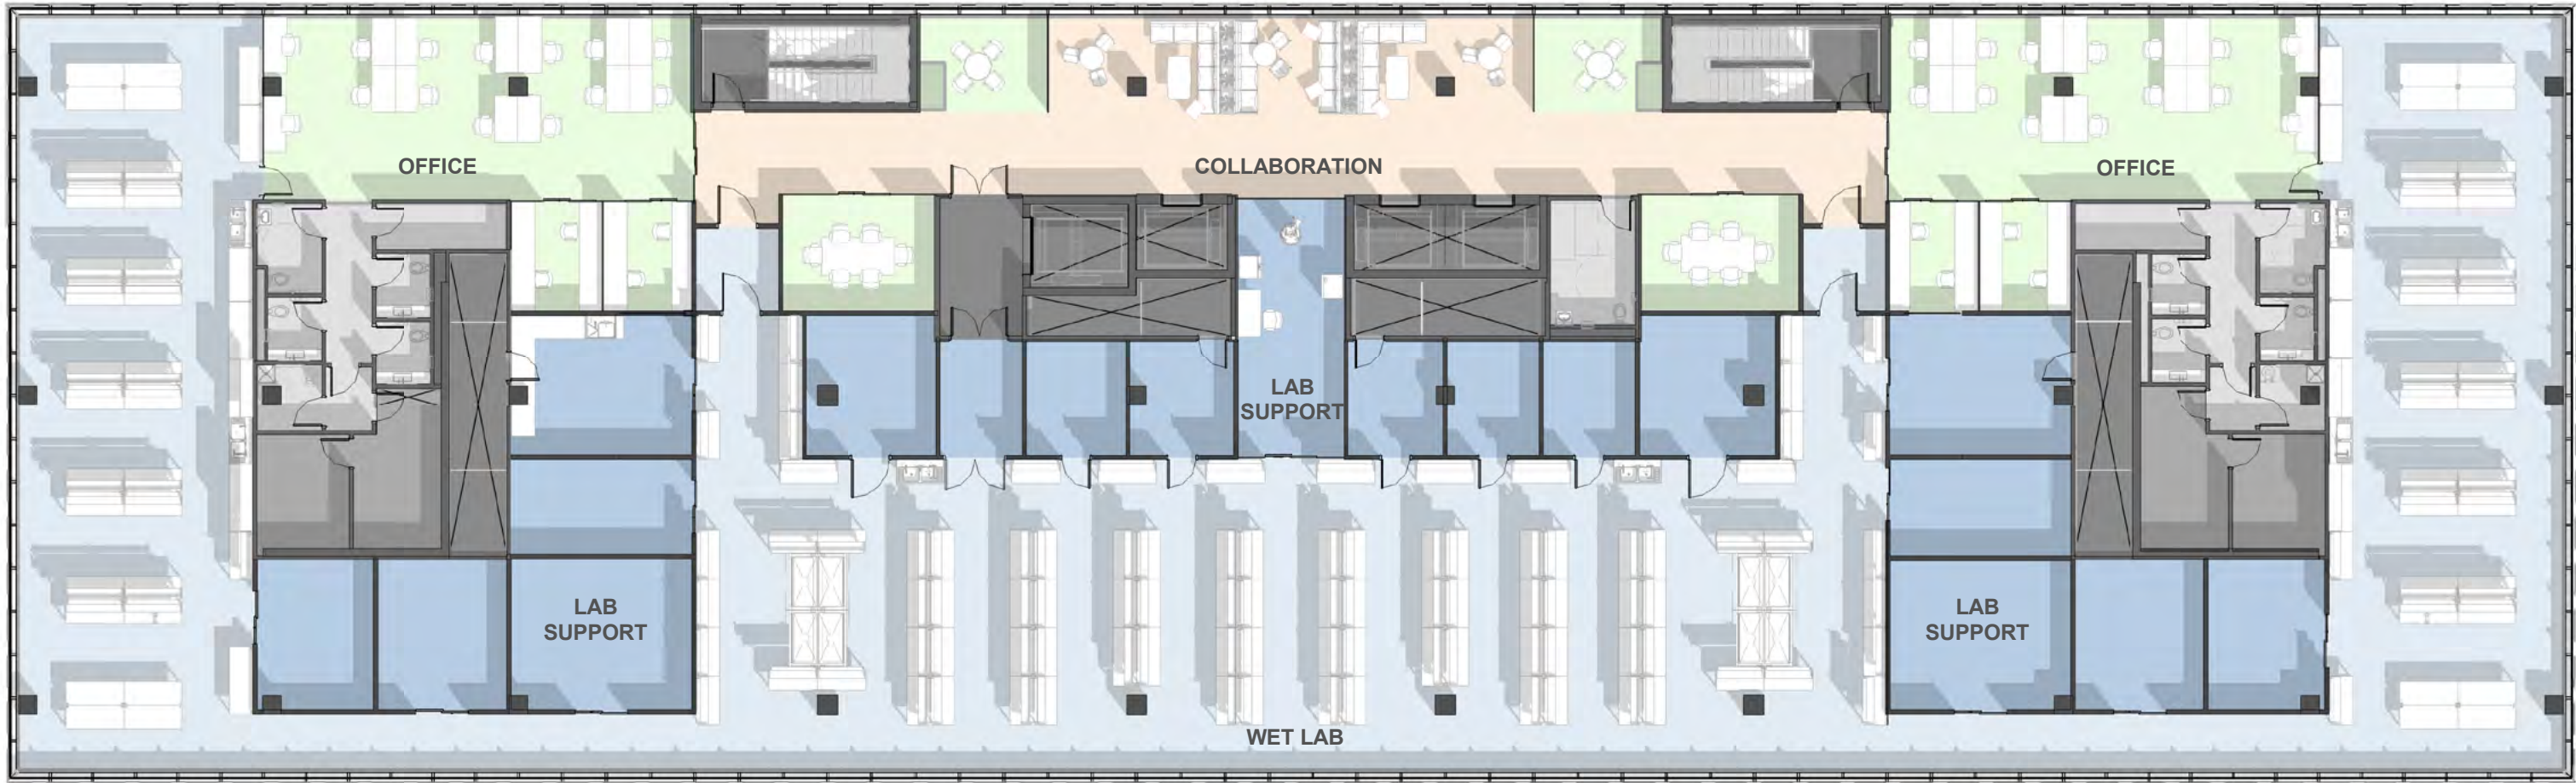 OFFICE
COLLABORATION
OFFICE
LAB
SUPPORT
LAB
SUPPORT
LAB
SUPPORT
WET LAB